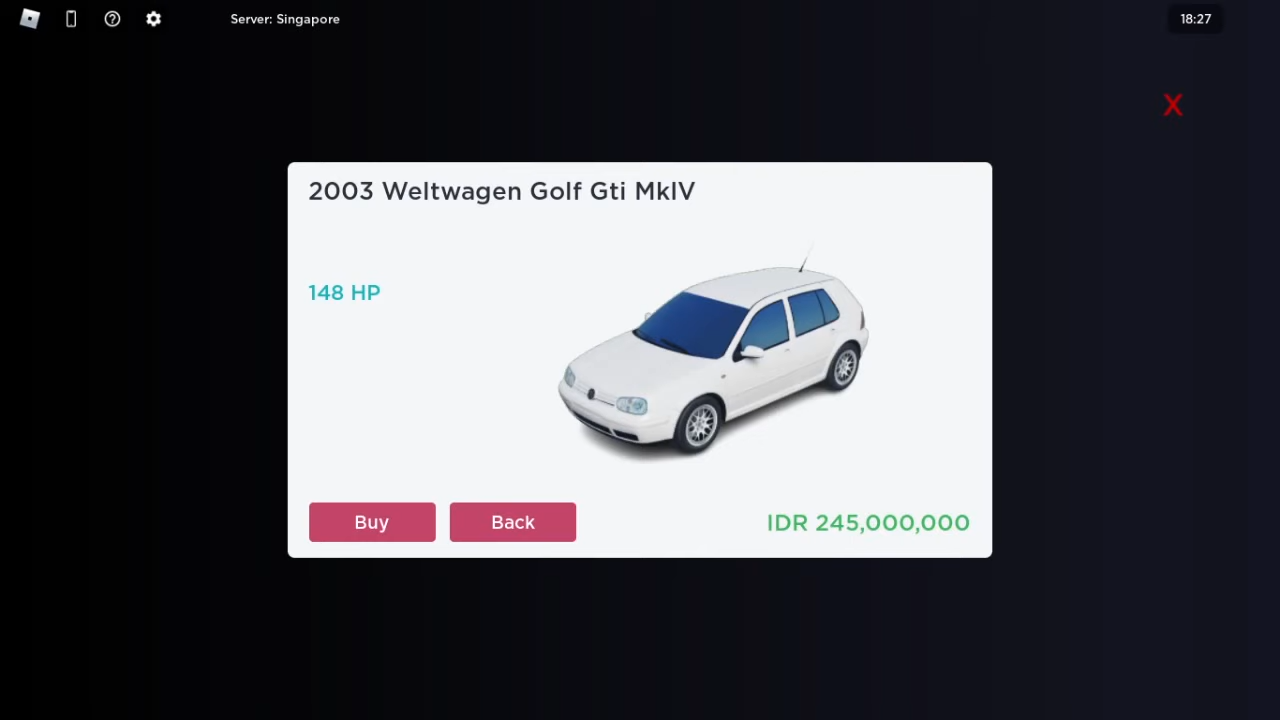 Server: Singapore
18:27
X
2003 Weltwagen Golf Gti MkIV
148 HP
Buy
Back
IDR 245,000,000